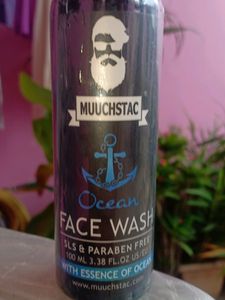 MUUCHSTAC
Ocean
FACE WASH
SLS & PARABEN FREE
100 ML 3.38 FL.OZ US/
WITH ESSENCE OF OCEAN
www.muuchstac.com